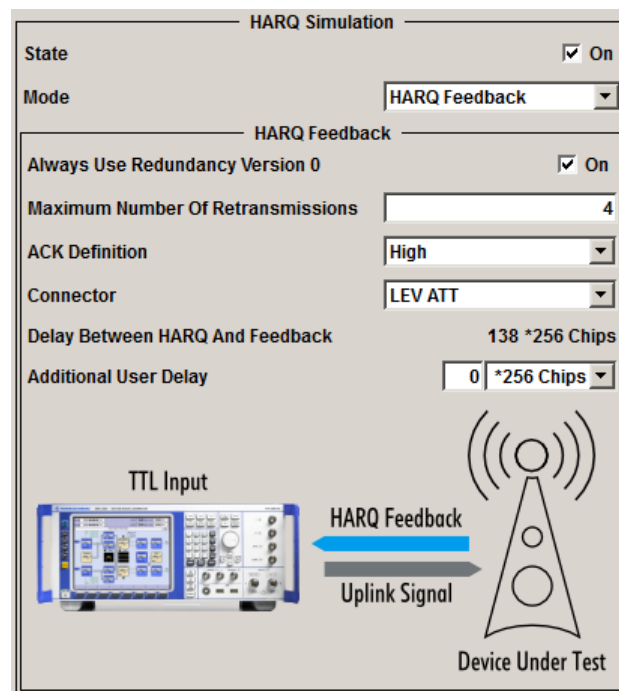 HARQ Simulation
State On
Mode HARQ Feedback
HARQ Feedback
Always Use Redundancy Version 0 On
Maximum Number Of Retransmissions 4
ACK Definition High
Connector LEV ATT
Delay Between HARQ And Feedback 138 *256 Chips
Additional User Delay 0 *256 Chips
TTL Input
HARQ Feedback
Uplink Signal
Device Under Test